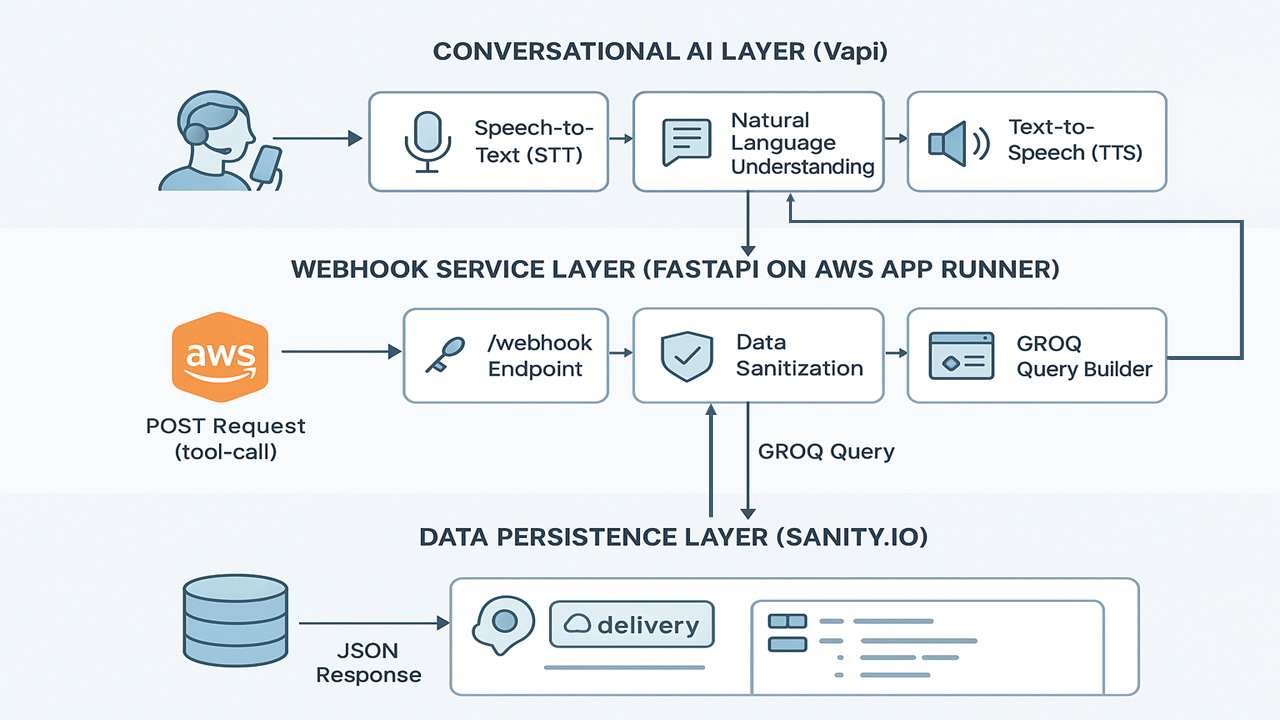 CONVERSATIONAL AI LAYER (Vapi)
Speech-to-
Text (STT)
Natural
Language
Understanding
Text-to-
Speech (TTS)
WEBHOOK SERVICE LAYER (FASTAPI ON AWS APP RUNNER)
aws
POST Request
(tool-call)
/webhook
Endpoint
Data
Sanitization
GROQ
Query Builder
GROQ Query
DATA PERSISTENCE LAYER (SANITY.IO)
JSON
Response
delivery